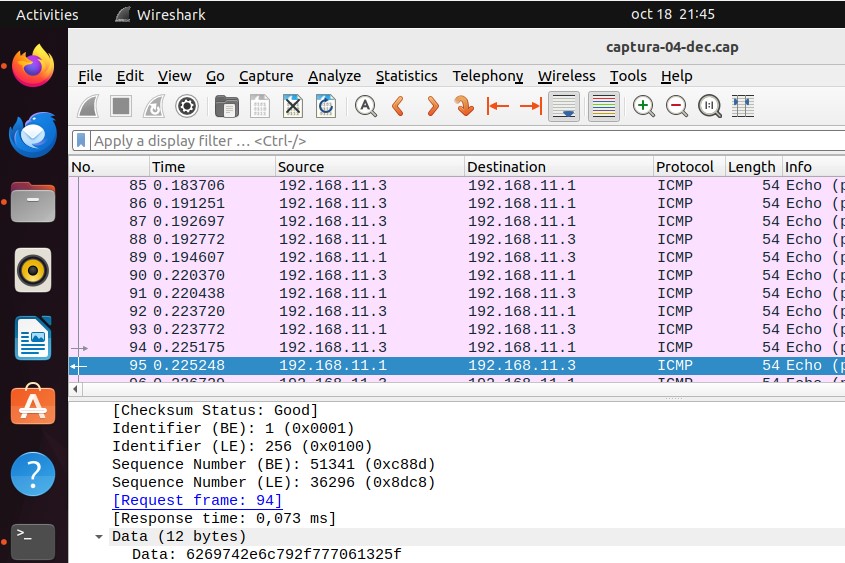 Activities Wireshark oct 18 21:45
captura-04-dec.cap
File Edit View Go Capture Analyze Statistics Telephony Wireless Tools Help
Apply a display filter … <Ctrl-/>
No. Time Source Destination Protocol Length Info
85 0.183706 192.168.11.3 192.168.11.1 ICMP 54 Echo (p
86 0.191251 192.168.11.3 192.168.11.1 ICMP 54 Echo (p
87 0.192697 192.168.11.3 192.168.11.1 ICMP 54 Echo (p
88 0.192772 192.168.11.1 192.168.11.3 ICMP 54 Echo (p
89 0.194607 192.168.11.1 192.168.11.3 ICMP 54 Echo (p
90 0.220370 192.168.11.3 192.168.11.1 ICMP 54 Echo (p
91 0.220438 192.168.11.1 192.168.11.3 ICMP 54 Echo (p
92 0.223720 192.168.11.3 192.168.11.1 ICMP 54 Echo (p
93 0.223772 192.168.11.1 192.168.11.3 ICMP 54 Echo (p
94 0.225175 192.168.11.3 192.168.11.1 ICMP 54 Echo (p
95 0.225248 192.168.11.1 192.168.11.3 ICMP 54 Echo (p
[Checksum Status: Good]
Identifier (BE): 1 (0x0001)
Identifier (LE): 256 (0x0100)
Sequence Number (BE): 51341 (0xc88d)
Sequence Number (LE): 36296 (0x8dc8)
[Request frame: 94]
[Response time: 0,073 ms]
Data (12 bytes)
Data: 6269742e6c792f777061325f